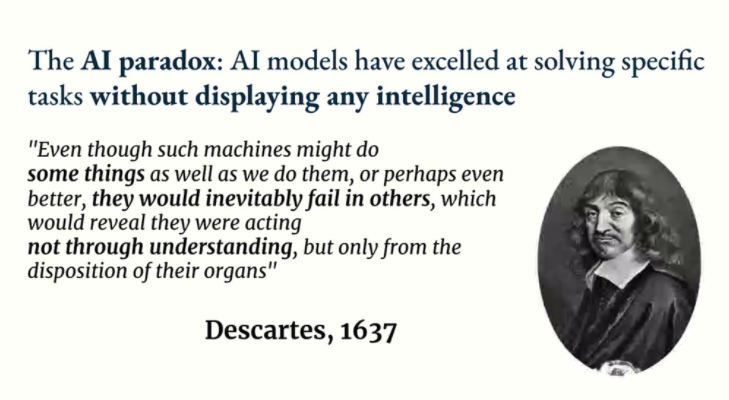 The AI paradox: AI models have excelled at solving specific
tasks without displaying any intelligence
"Even though such machines might do
some things as well as we do them, or perhaps even
better, they would inevitably fail in others, which
would reveal they were acting
not through understanding, but only from the
disposition of their organs"
Descartes, 1637